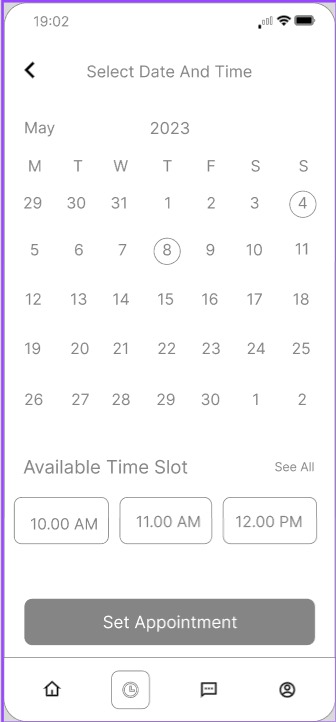 19:02
Select Date And Time
May 2023
M T W T F S S
29 30 31 1 2 3 4
5 6 7 8 9 10 11
12 13 14 15 16 17 18
19 20 21 22 23 24 25
26 27 28 29 30 1 2
Available Time Slot See All
10.00 AM 11.00 AM 12.00 PM
Set Appointment